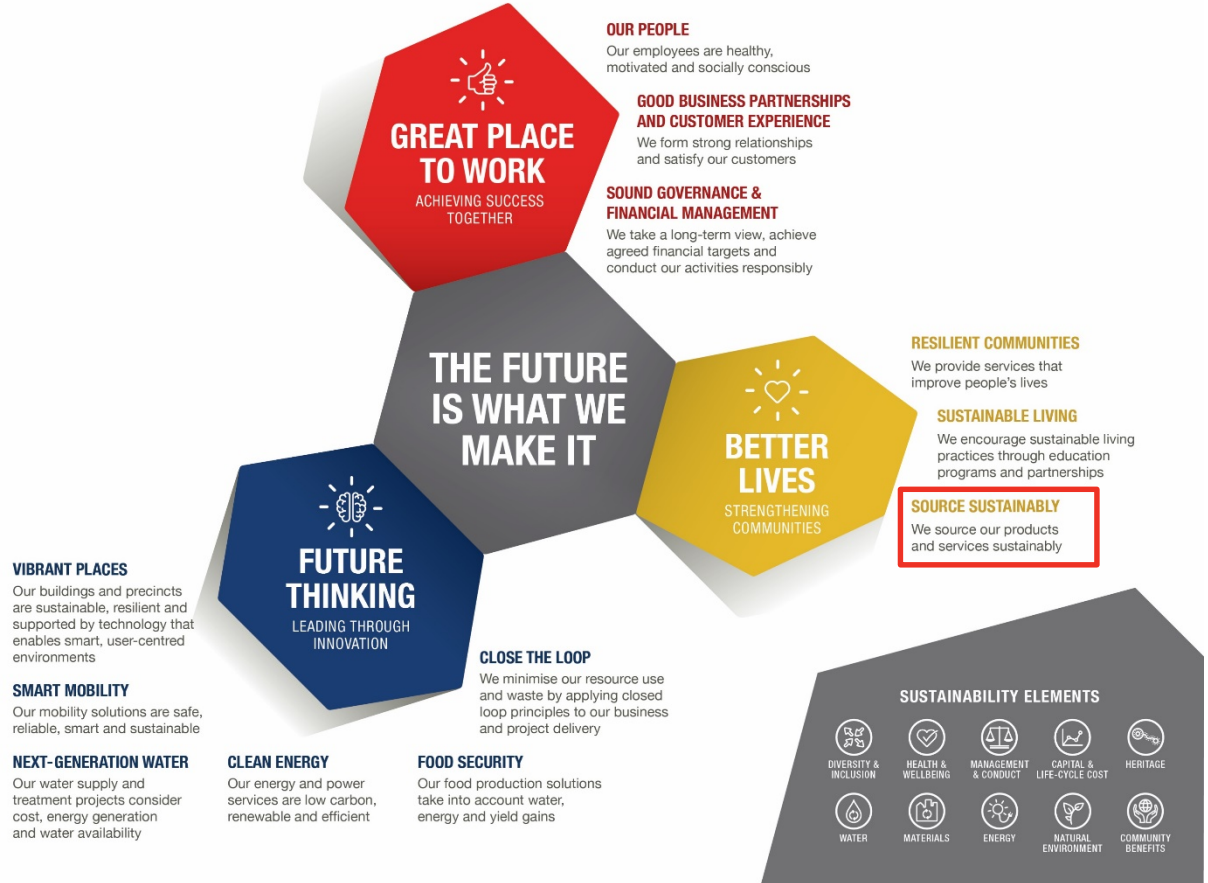 GREAT PLACE
TO WORK
ACHIEVING SUCCESS
TOGETHER
OUR PEOPLE
Our employees are healthy,
motivated and socially conscious
GOOD BUSINESS PARTNERSHIPS
AND CUSTOMER EXPERIENCE
We form strong relationships
and satisfy our customers
SOUND GOVERNANCE &
FINANCIAL MANAGEMENT
We take a long-term view, achieve
agreed financial targets and
conduct our activities responsibly
THE FUTURE
IS WHAT WE
MAKE IT
BETTER
LIVES
STRENGTHENING
COMMUNITIES
RESILIENT COMMUNITIES
We provide services that
improve people's lives
SUSTAINABLE LIVING
We encourage sustainable living
practices through education
programs and partnerships
SOURCE SUSTAINABLY
We source our products
and services sustainably
FUTURE
THINKING
LEADING THROUGH
INNOVATION
VIBRANT PLACES
Our buildings and precincts
are sustainable, resilient and
supported by technology that
enables smart, user-centred
environments
SMART MOBILITY
Our mobility solutions are safe,
reliable, smart and sustainable
NEXT-GENERATION WATER
Our water supply and
treatment projects consider
cost, energy generation
and water availability
CLEAN ENERGY
Our energy and power
services are low carbon,
renewable and efficient
CLOSE THE LOOP
We minimise our resource use
and waste by applying closed
loop principles to our business
and project delivery
FOOD SECURITY
Our food production solutions
take into account water,
energy and yield gains
SUSTAINABILITY ELEMENTS
DIVERSITY &
INCLUSION
HEALTH &
WELLBEING
MANAGEMENT
& CONDUCT
CAPITAL &
LIFE-CYCLE COST
HERITAGE
WATER
MATERIALS
ENERGY
NATURAL
ENVIRONMENT
COMMUNITY
BENEFITS